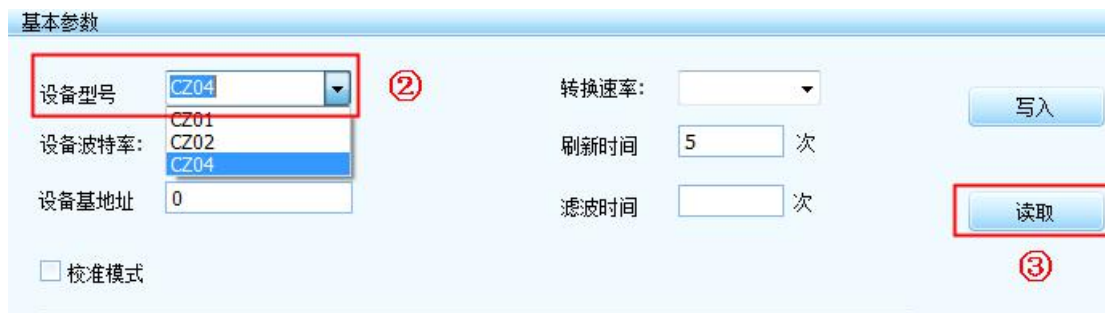 基本参数
设备型号 CZ04 ② 转换速率:
CZ01
写入
设备波特率: CZ02 刷新时间 5 次
CZ04
设备基地址 0 滤波时间 次 读取
校准模式 ③